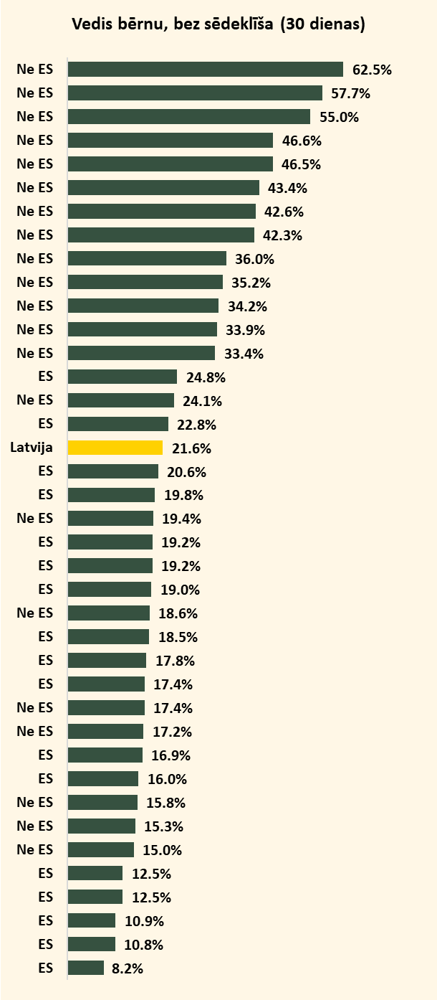 Vedis bērnu, bez sēdeklīša (30 dienas)
Ne ES 62.5%
Ne ES 57.7%
Ne ES 55.0%
Ne ES 46.6%
Ne ES 46.5%
Ne ES 43.4%
Ne ES 42.6%
Ne ES 42.3%
Ne ES 36.0%
Ne ES 35.2%
Ne ES 34.2%
Ne ES 33.9%
Ne ES 33.4%
ES 24.8%
Ne ES 24.1%
ES 22.8%
Latvija 21.6%
ES 20.6%
ES 19.8%
Ne ES 19.4%
ES 19.2%
ES 19.2%
ES 19.0%
Ne ES 18.6%
ES 18.5%
ES 17.8%
ES 17.4%
Ne ES 17.4%
Ne ES 17.2%
ES 16.9%
ES 16.0%
Ne ES 15.8%
Ne ES 15.3%
Ne ES 15.0%
ES 12.5%
ES 12.5%
ES 10.9%
ES 10.8%
ES 8.2%